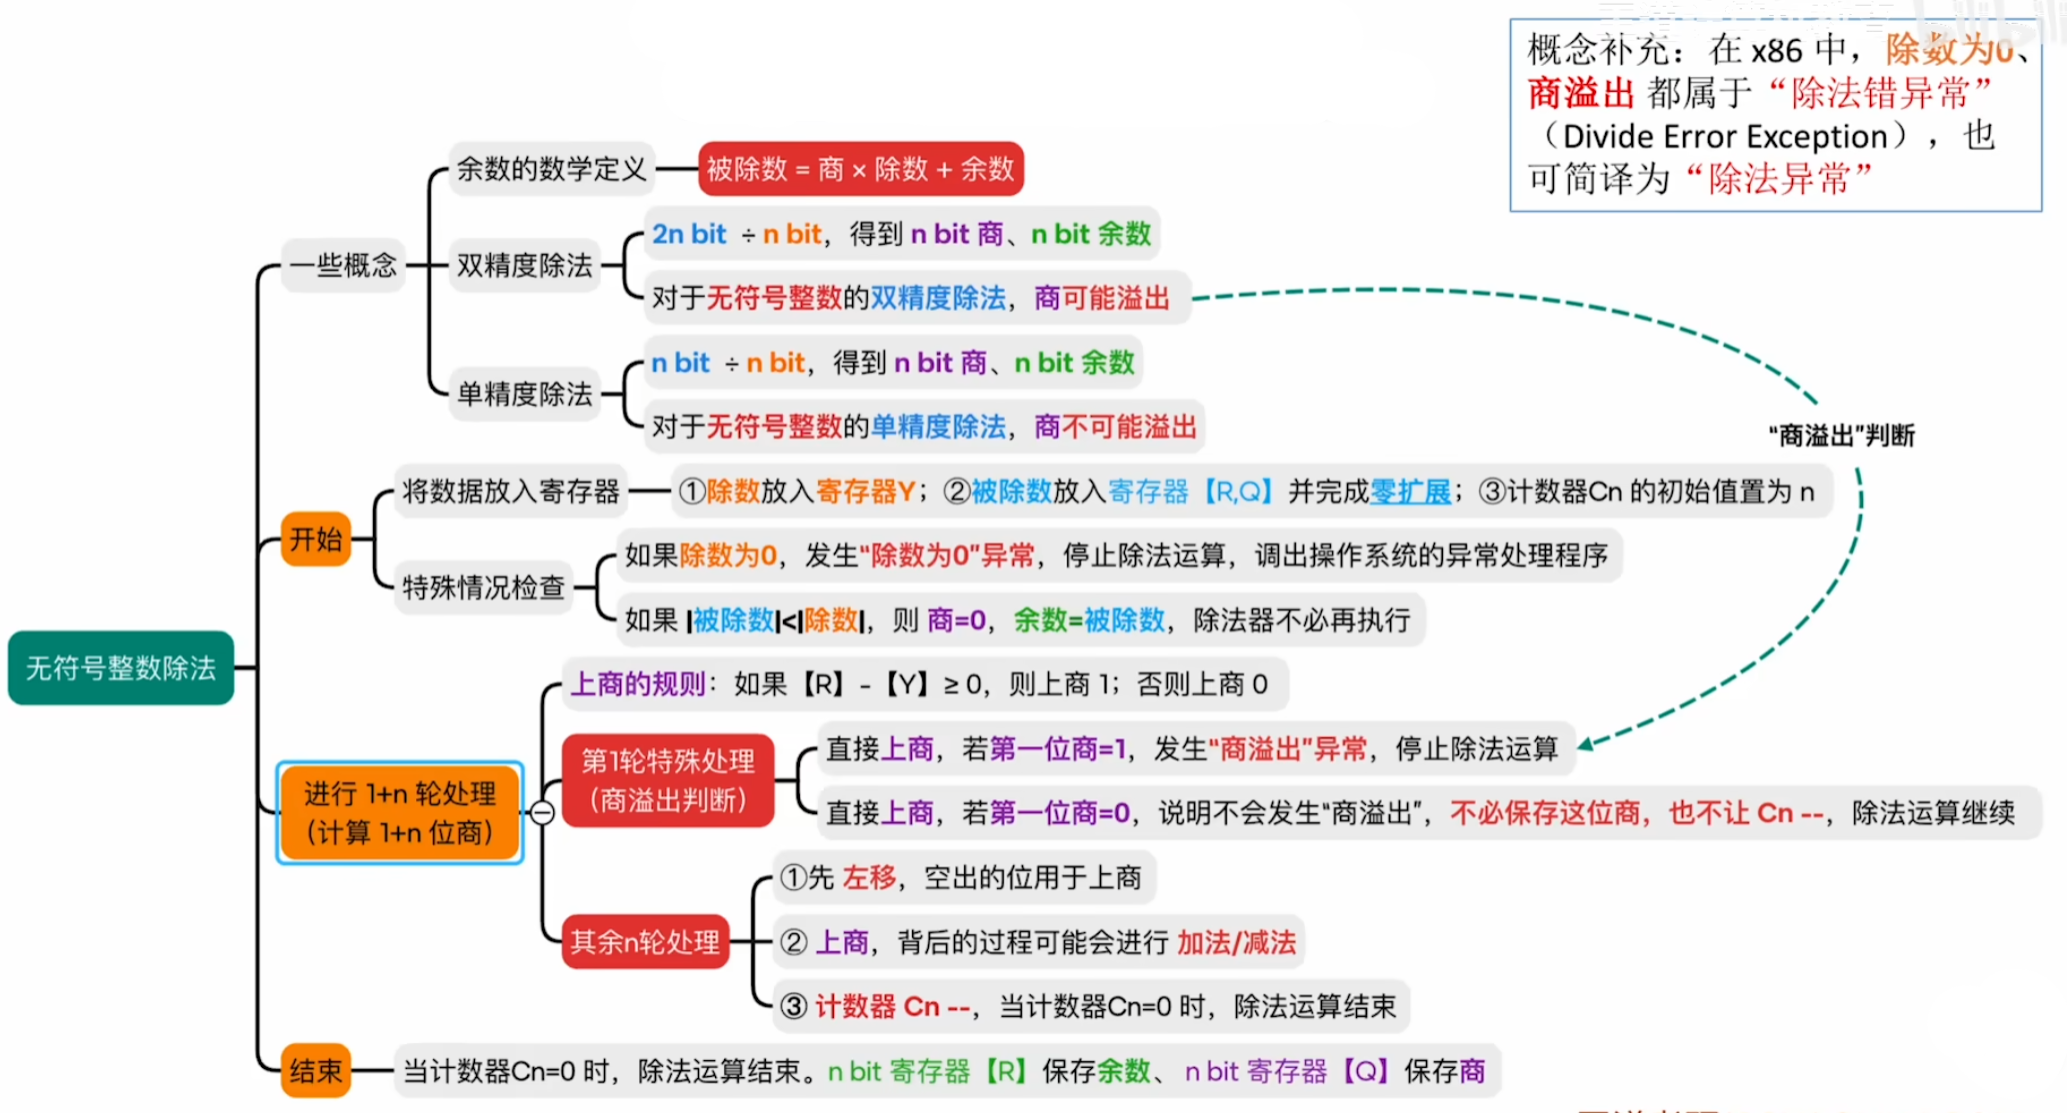 概念补充：在 x86 中，除数为0、
商溢出 都属于“除法错异常”
（Divide Error Exception），也
可简译为“除法异常”
无符号整数除法
一些概念
余数的数学定义
被除数 = 商 × 除数 + 余数
双精度除法
2n bit ÷ n bit，得到 n bit 商、n bit 余数
对于无符号整数的双精度除法，商可能溢出
单精度除法
n bit ÷ n bit，得到 n bit 商、n bit 余数
对于无符号整数的单精度除法，商不可能溢出
“商溢出”判断
开始
将数据放入寄存器
①除数放入寄存器Y；②被除数放入寄存器【R,Q】并完成零扩展；③计数器Cn 的初始值置为 n
特殊情况检查
如果除数为0，发生“除数为0”异常，停止除法运算，调出操作系统的异常处理程序
如果 |被除数|<|除数|，则 商=0，余数=被除数，除法器不必再执行
进行 1+n 轮处理
（计算 1+n 位商）
上商的规则：如果【R】-【Y】≥ 0，则上商 1；否则上商 0
第1轮特殊处理
（商溢出判断）
直接上商，若第一位商=1，发生“商溢出”异常，停止除法运算
直接上商，若第一位商=0，说明不会发生“商溢出”，不必保存这位商，也不让 Cn --，除法运算继续
其余n轮处理
①先 左移，空出的位用于上商
② 上商，背后的过程可能会进行 加法/减法
③ 计数器 Cn --，当计数器Cn=0 时，除法运算结束
结束
当计数器Cn=0 时，除法运算结束。n bit 寄存器【R】保存余数、n bit 寄存器【Q】保存商